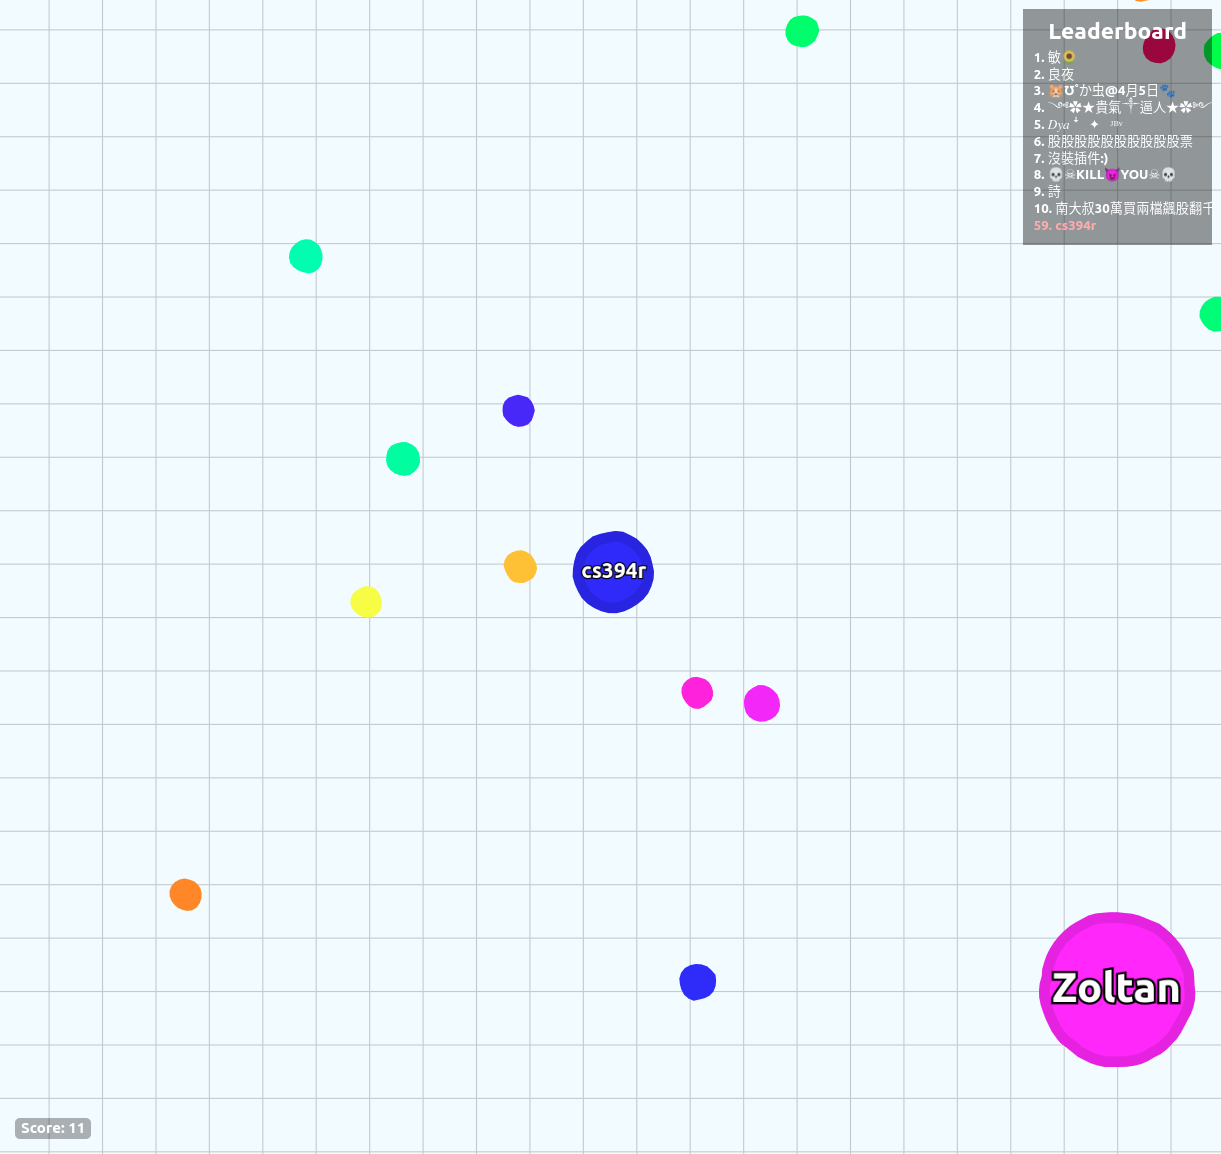 Leaderboard
1. 敏🌻
2. 良夜
3. 🐹Ʊ˚か虫@4月5日🐾
4. ★貴氣逼人★
5. Dya
6. 股股股股股股股股股股票
7. 沒裝插件:)
8. 💀☠KILL😈YOU☠💀
9. 詩
10. 南大叔30萬買兩檔飆股翻千
59. cs394r
cs394r
Zoltan
Score: 11